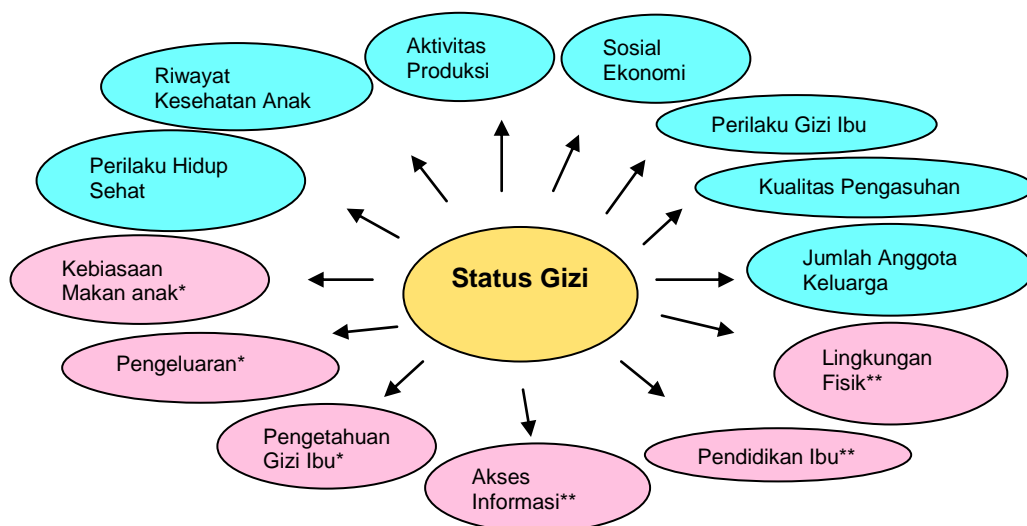 Aktivitas
Produksi
Sosial
Ekonomi
Riwayat
Kesehatan Anak
Perilaku Gizi Ibu
Perilaku Hidup
Sehat
Kualitas Pengasuhan
Kebiasaan
Makan anak*
Status Gizi
Jumlah Anggota
Keluarga
Pengeluaran*
Lingkungan
Fisik**
Pengetahuan
Gizi Ibu*
Akses
Informasi**
Pendidikan Ibu**